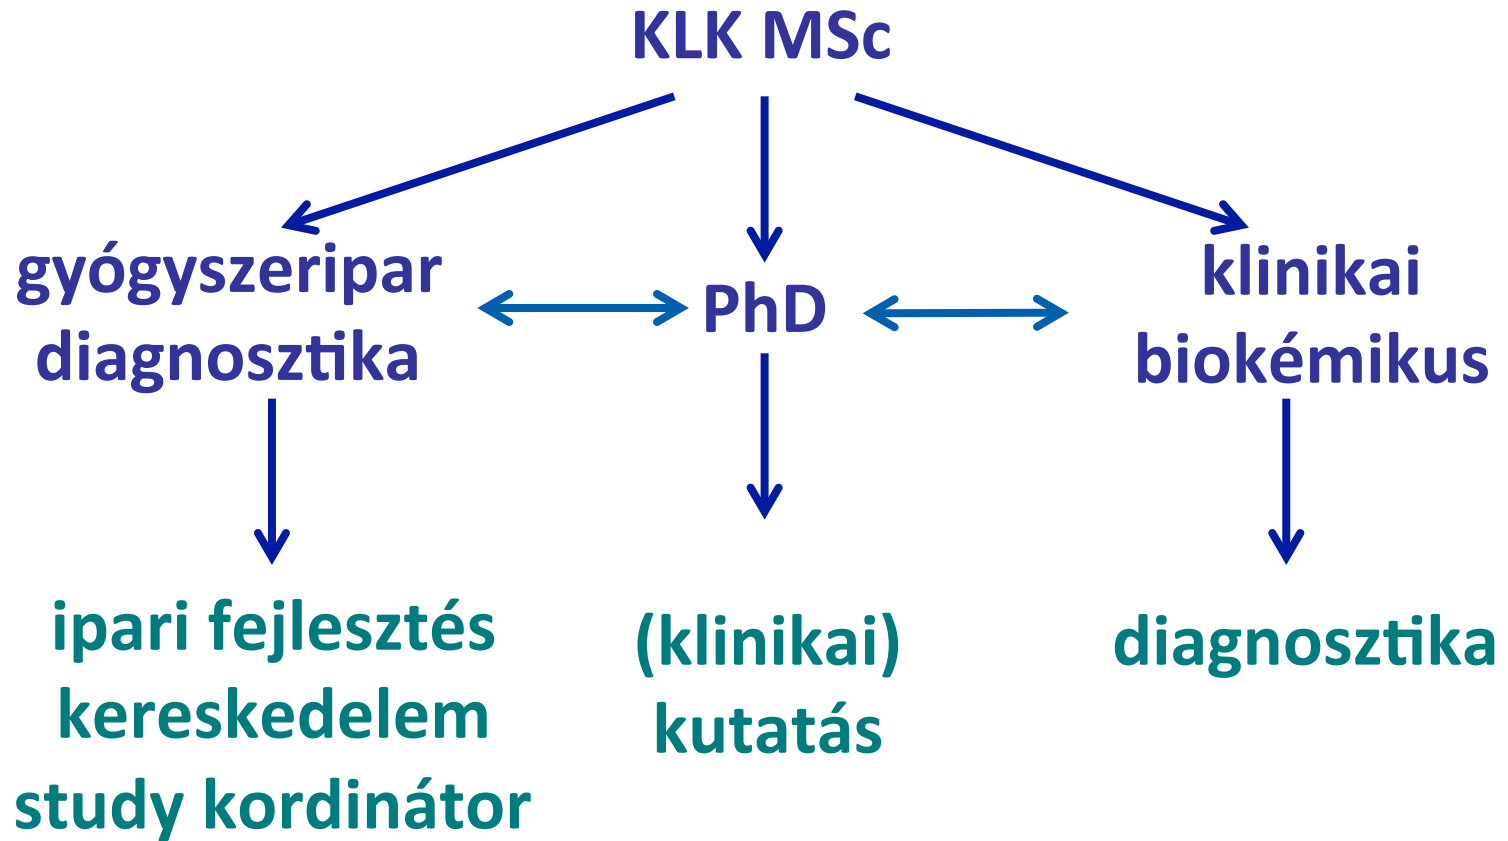 KLK MSc
gyógyszeripar
diagnosztika
PhD
klinikai
biokémikus
ipari fejlesztés
kereskedelem
study kordinátor
(klinikai)
kutatás
diagnosztika